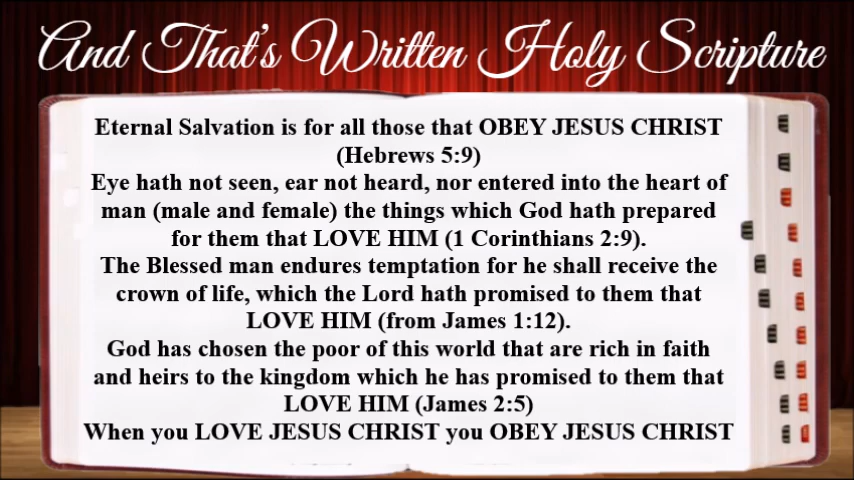 And That's Written Holy Scripture
Eternal Salvation is for all those that OBEY JESUS CHRIST
(Hebrews 5:9)
Eye hath not seen, ear not heard, nor entered into the heart of
man (male and female) the things which God hath prepared
for them that LOVE HIM (1 Corinthians 2:9).
The Blessed man endures temptation for he shall receive the
crown of life, which the Lord hath promised to them that
LOVE HIM (from James 1:12).
God has chosen the poor of this world that are rich in faith
and heirs to the kingdom which he has promised to them that
LOVE HIM (James 2:5)
When you LOVE JESUS CHRIST you OBEY JESUS CHRIST